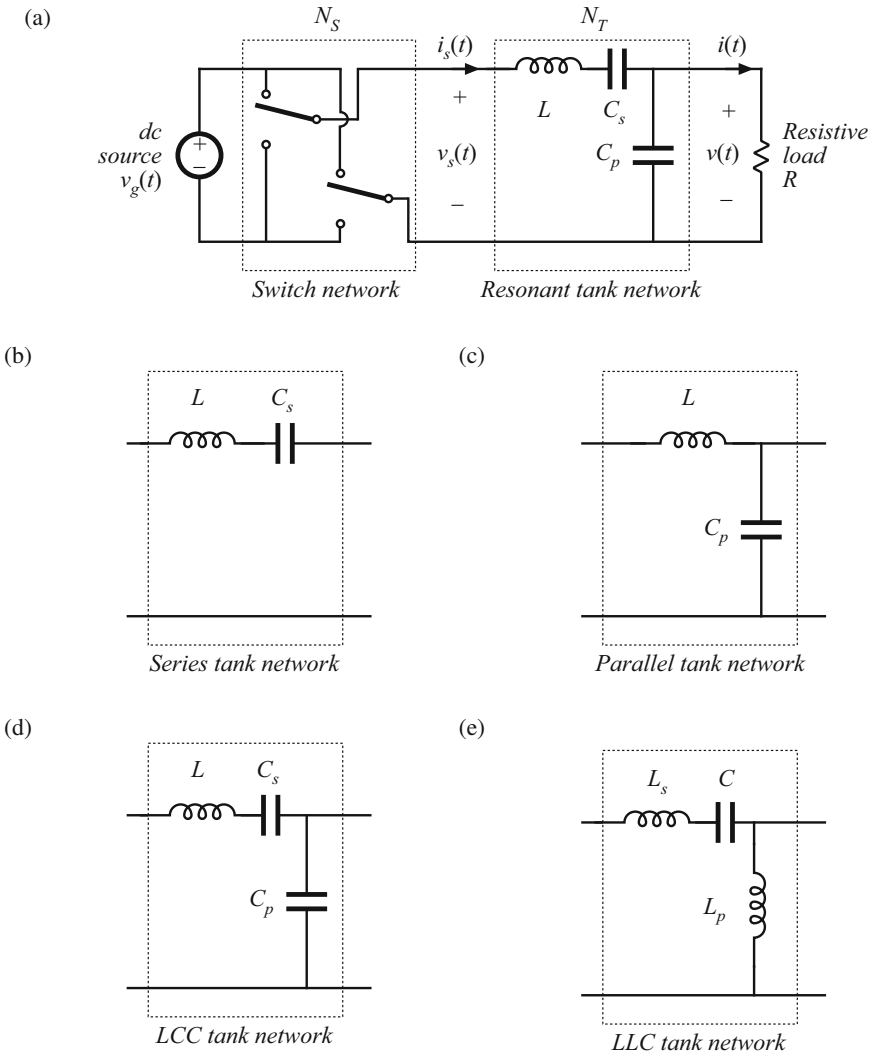 (a)
N_S
N_T
i_s(t)
i(t)
+
+
L
C_s
dc
source
v_g(t)
+
–
v_s(t)
C_p
v(t)
Resistive
load
R
–
–
Switch network
Resonant tank network
(b)
(c)
L
C_s
L
C_p
Series tank network
Parallel tank network
(d)
(e)
L
C_s
L_s
C
C_p
L_p
LCC tank network
LLC tank network